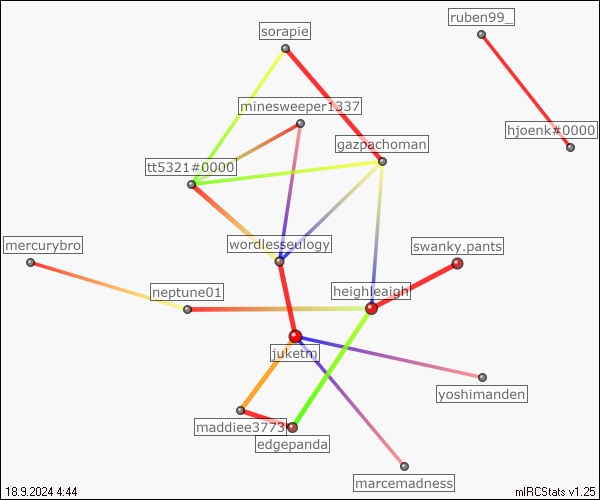 ruben99_
sorapie
minesweeper1337
hjoenk#0000
gazpachoman
tt5321#0000
mercurybro
wordlesseulogy
swanky.pants
neptune01
heighleaigh
juketm
yoshimanden
maddiee3773
edgepanda
marcemadness
18.9.2024 4:44
mIRCStats v1.25